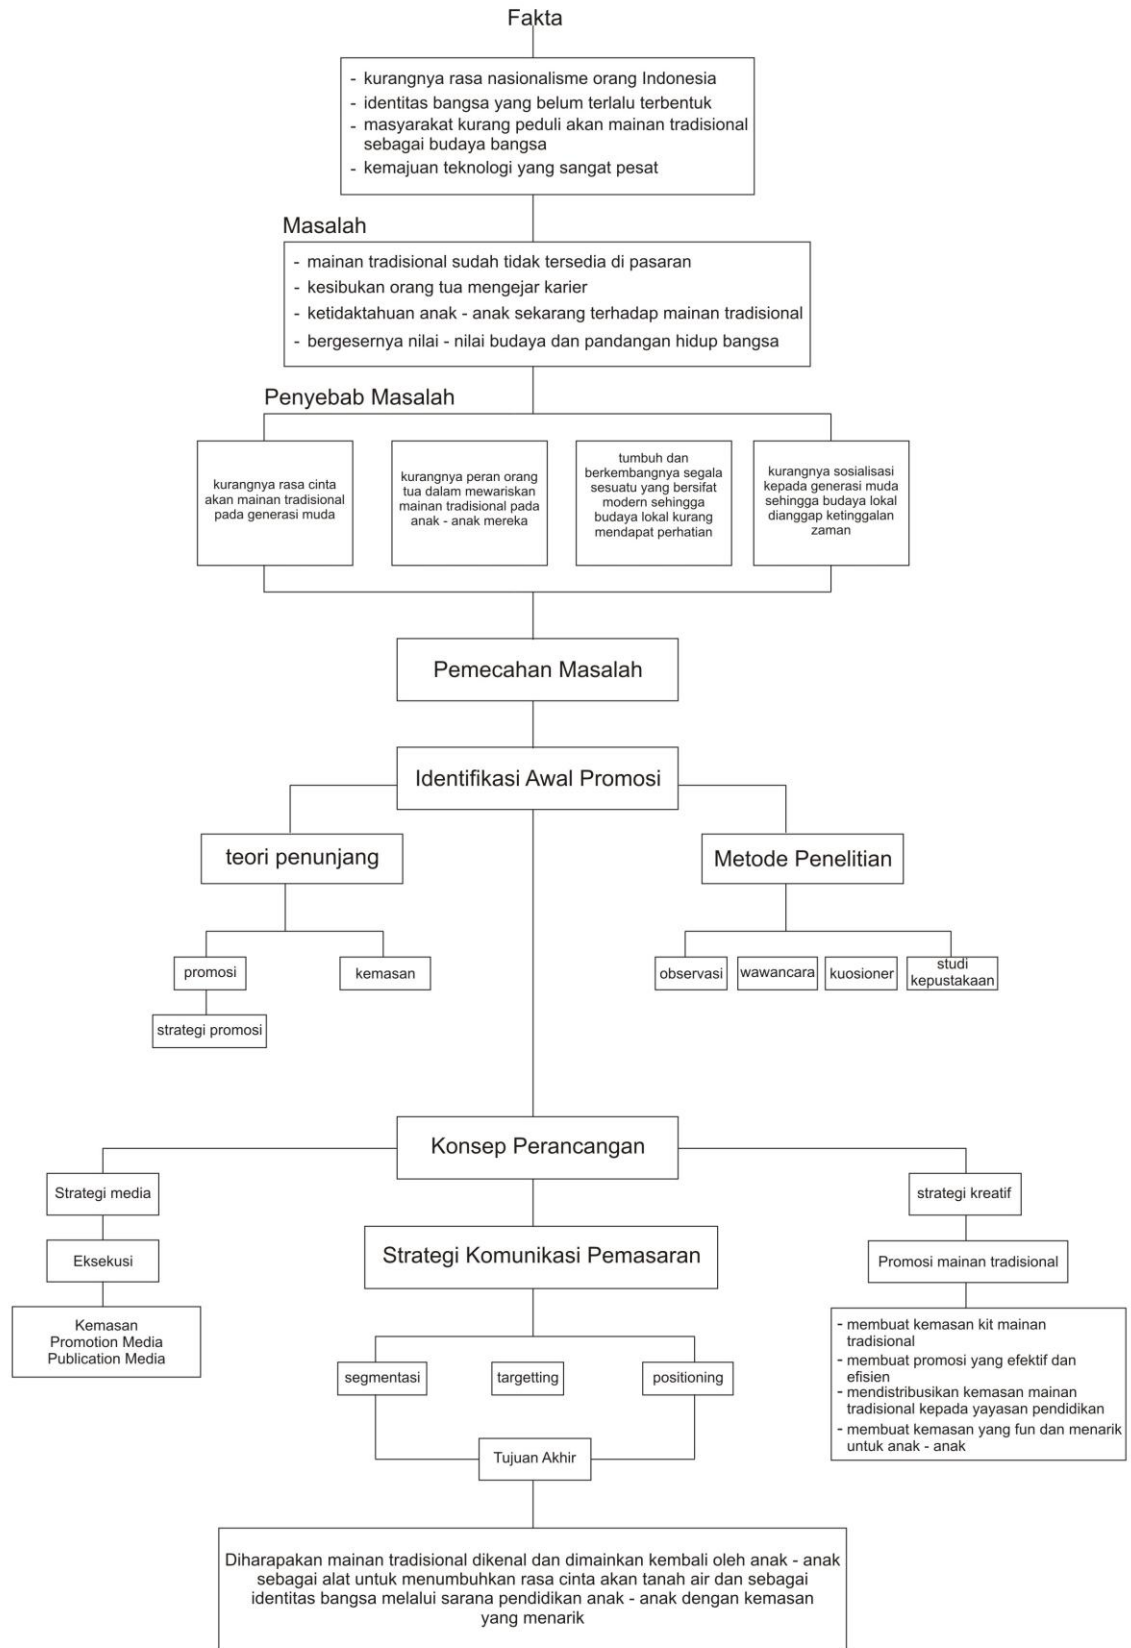 Fakta
- kurangnya rasa nasionalisme orang Indonesia
- identitas bangsa yang belum terlalu terbentuk
- masyarakat kurang peduli akan mainan tradisional
sebagai budaya bangsa
- kemajuan teknologi yang sangat pesat
Masalah
- mainan tradisional sudah tidak tersedia di pasaran
- kesibukan orang tua mengejar karier
- ketidaktahuan anak - anak sekarang terhadap mainan tradisional
- bergesernya nilai - nilai budaya dan pandangan hidup bangsa
Penyebab Masalah
kurangnya rasa cinta
akan mainan tradisional
pada generasi muda
kurangnya peran orang
tua dalam mewariskan
mainan tradisional pada
anak - anak mereka
tumbuh dan
berkembangnya segala
sesuatu yang bersifat
modern sehingga
budaya lokal kurang
mendapat perhatian
kurangnya sosialisasi
kepada generasi muda
sehingga budaya lokal
dianggap ketinggalan
zaman
Pemecahan Masalah
Identifikasi Awal Promosi
teori penunjang
promosi
kemasan
strategi promosi
Metode Penelitian
observasi
wawancara
kuosioner
studi
kepustakaan
Konsep Perancangan
Strategi media
Eksekusi
Kemasan
Promotion Media
Publication Media
Strategi Komunikasi Pemasaran
segmentasi
targetting
positioning
strategi kreatif
Promosi mainan tradisional
- membuat kemasan kit mainan
tradisional
- membuat promosi yang efektif dan
efisien
- mendistribusikan kemasan mainan
tradisional kepada yayasan pendidikan
- membuat kemasan yang fun dan menarik
untuk anak - anak
Tujuan Akhir
Diharapakan mainan tradisional dikenal dan dimainkan kembali oleh anak - anak
sebagai alat untuk menumbuhkan rasa cinta akan tanah air dan sebagai
identitas bangsa melalui sarana pendidikan anak - anak dengan kemasan
yang menarik